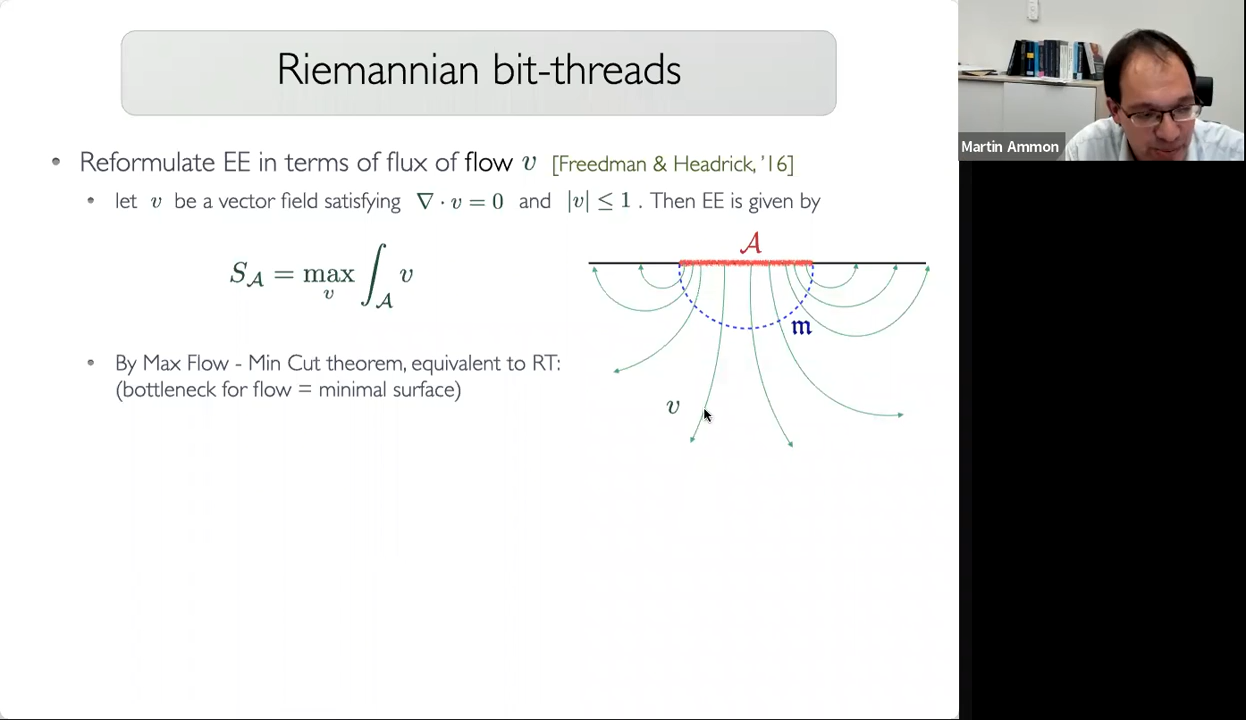 Riemannian bit-threads
Martin Ammon
• Reformulate EE in terms of flux of flow v [Freedman & Headrick, '16]
• let v be a vector field satisfying ∇ · v = 0 and |v| ≤ 1 . Then EE is given by
S_𝒜 = max_v ∫_𝒜 v
𝒜
𝔪
• By Max Flow - Min Cut theorem, equivalent to RT:
(bottleneck for flow = minimal surface)
v